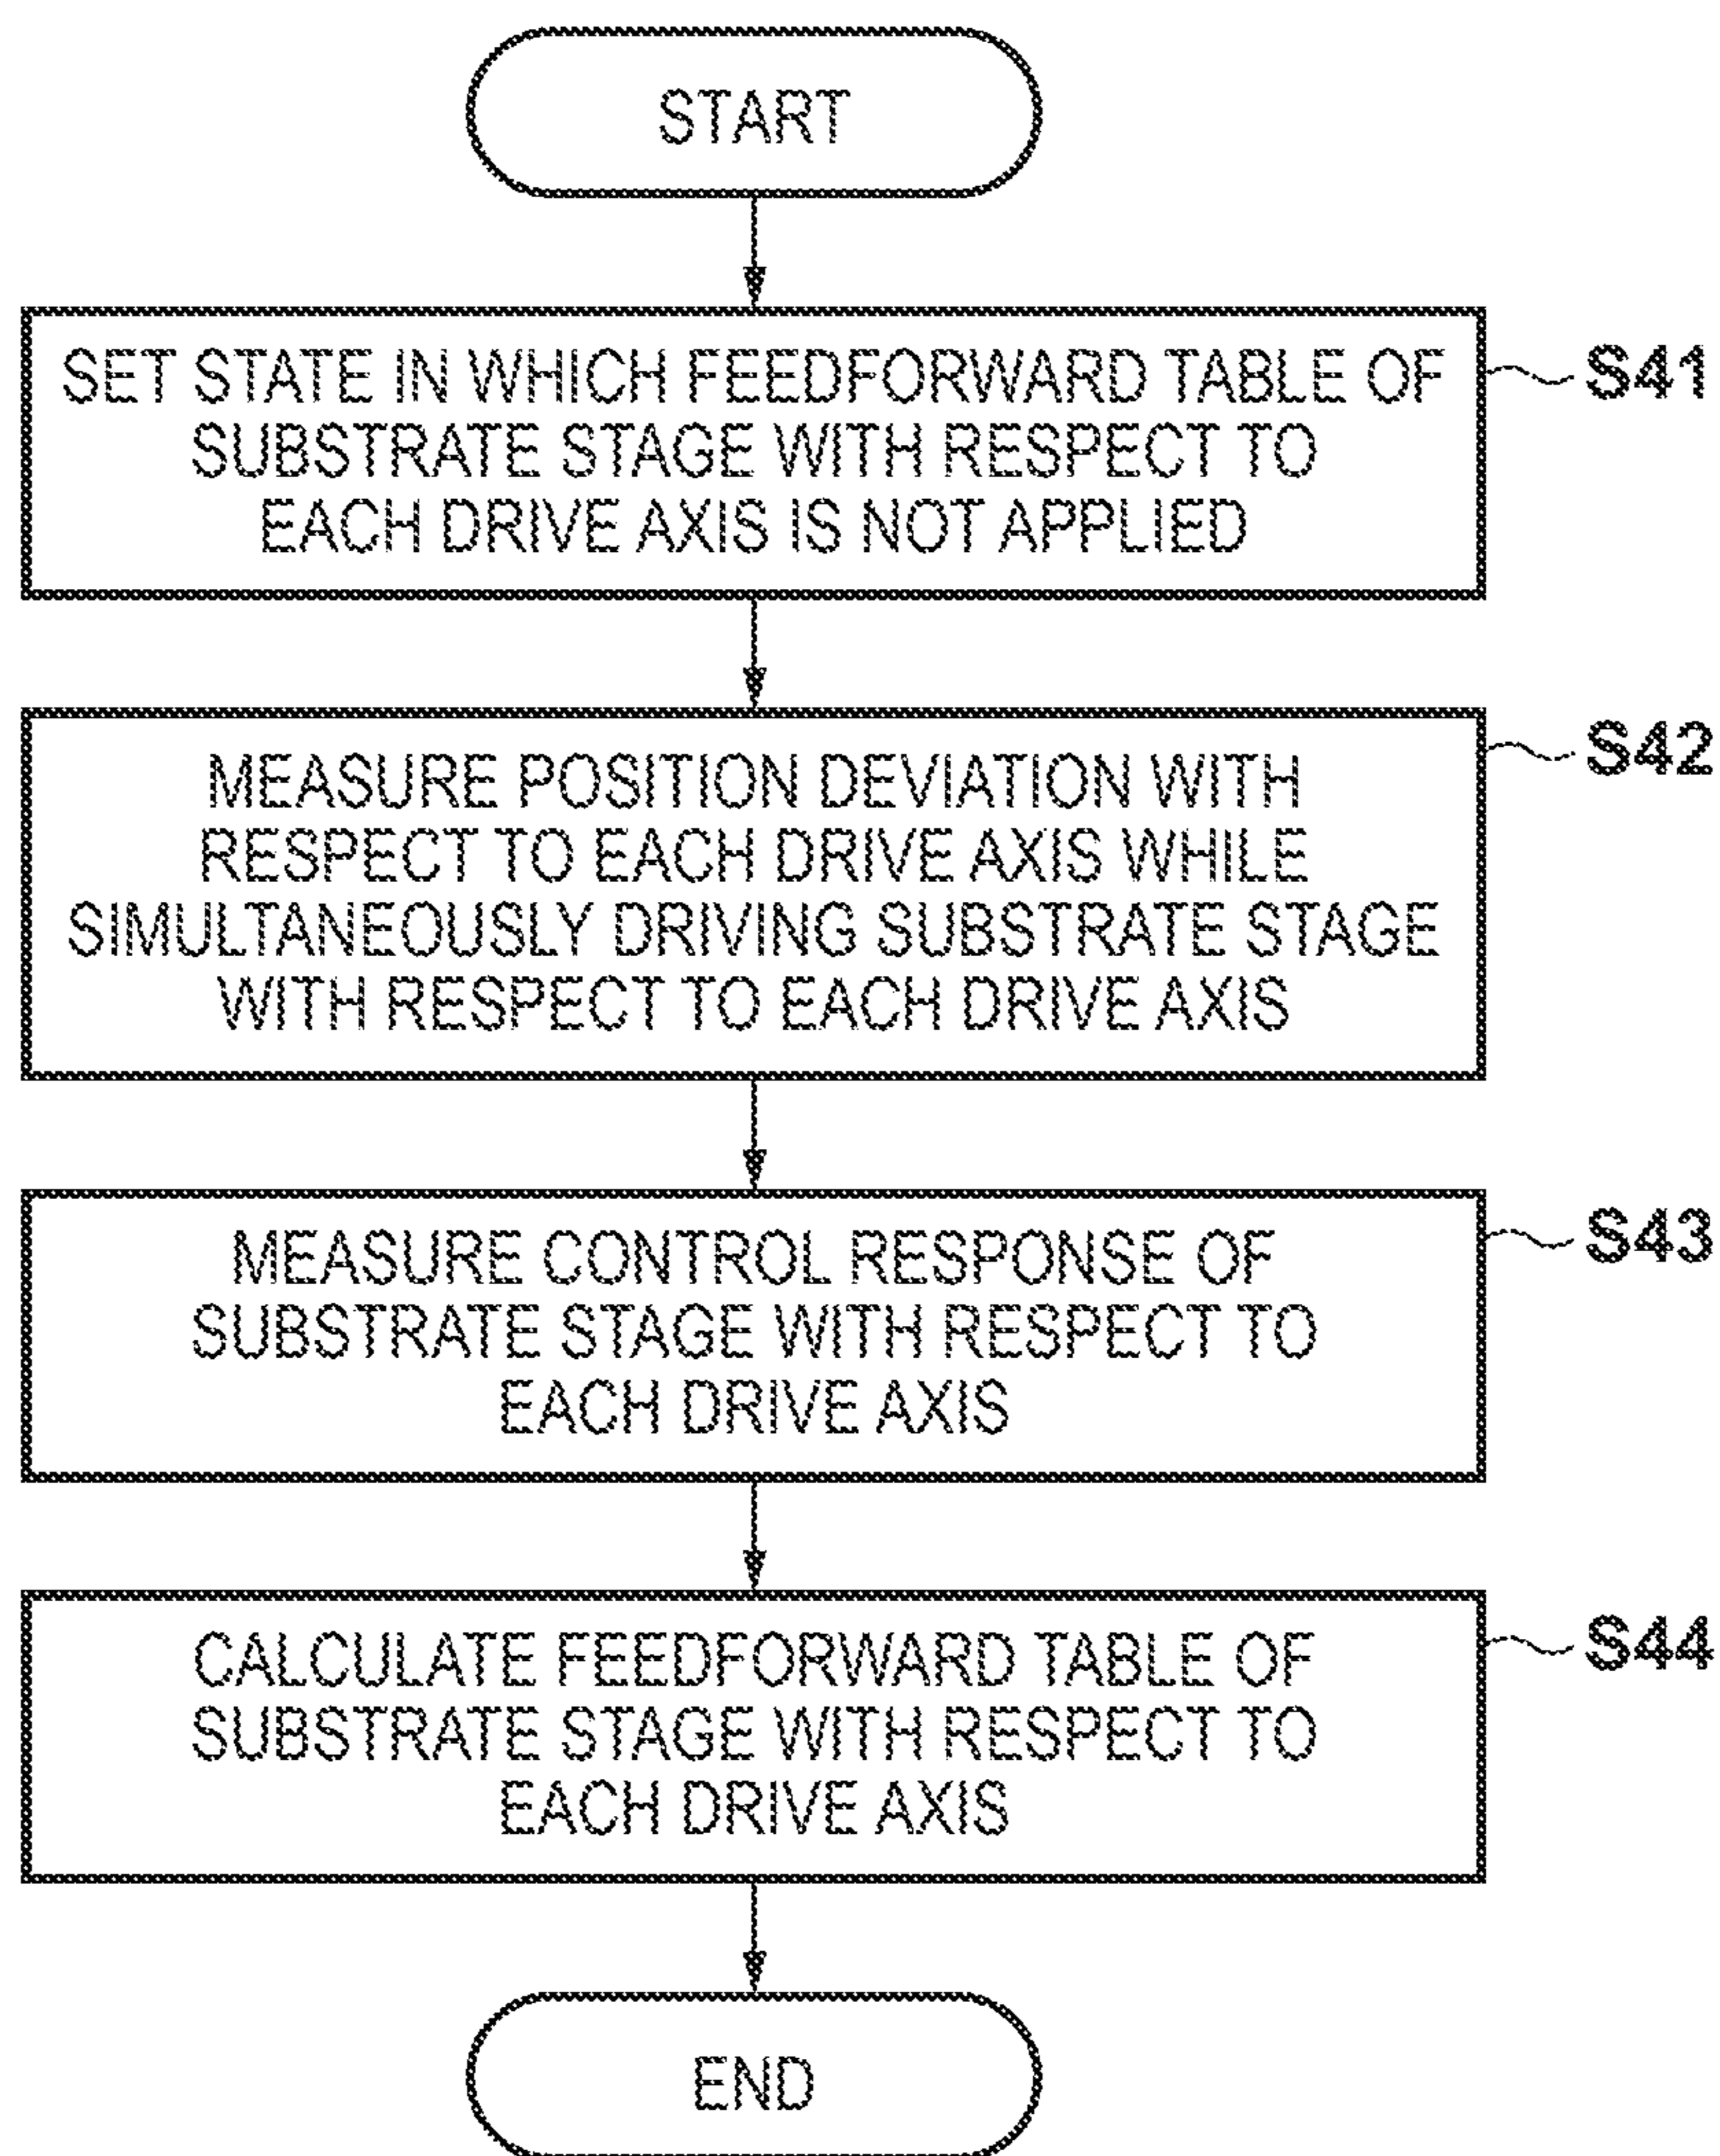 START
SET STATE IN WHICH FEEDFORWARD TABLE OF
SUBSTRATE STAGE WITH RESPECT TO
EACH DRIVE AXIS IS NOT APPLIED
S41
MEASURE POSITION DEVIATION WITH
RESPECT TO EACH DRIVE AXIS WHILE
SIMULTANEOUSLY DRIVING SUBSTRATE STAGE
WITH RESPECT TO EACH DRIVE AXIS
S42
MEASURE CONTROL RESPONSE OF
SUBSTRATE STAGE WITH RESPECT TO
EACH DRIVE AXIS
S43
CALCULATE FEEDFORWARD TABLE OF
SUBSTRATE STAGE WITH RESPECT TO
EACH DRIVE AXIS
S44
END